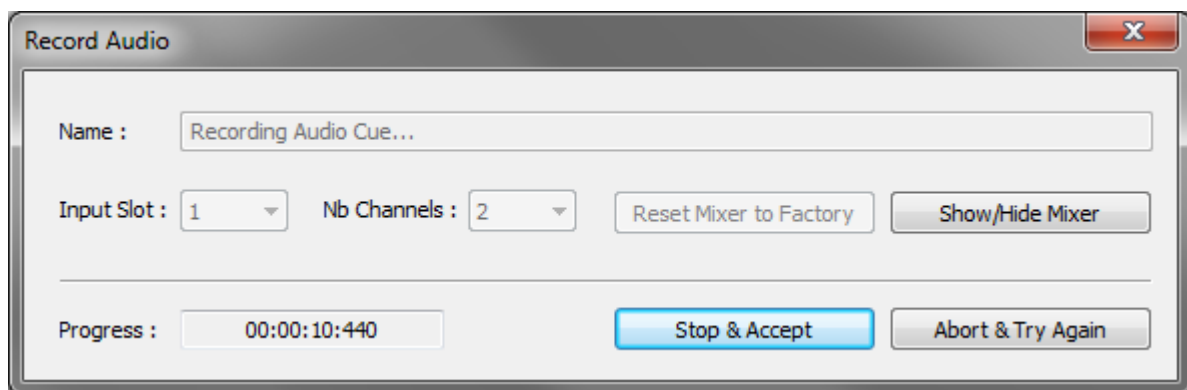 Record Audio
Name : Recording Audio Cue...
Input Slot : 1 Nb Channels : 2 Reset Mixer to Factory Show/Hide Mixer
Progress : 00:00:10:440 Stop & Accept Abort & Try Again